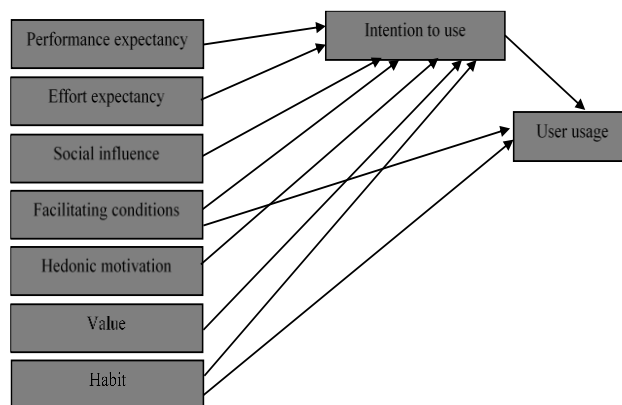 Performance expectancy
Intention to use
Effort expectancy
User usage
Social influence
Facilitating conditions
Hedonic motivation
Value
Habit